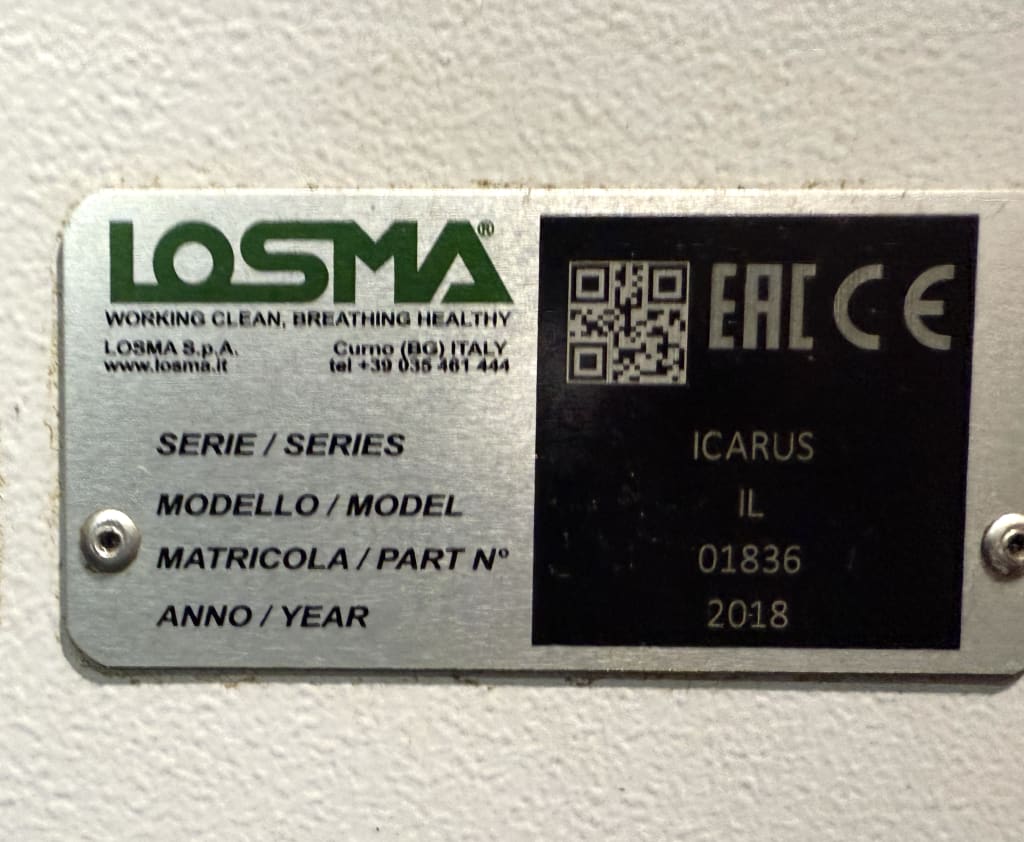 LOSMA®
WORKING CLEAN, BREATHING HEALTHY
LOSMA S.p.A. Curno (BG) ITALY
www.losma.it tel +39 035 461 444
EAC CE
SERIE / SERIES ICARUS
MODELLO / MODEL IL
MATRICOLA / PART Nº 01836
ANNO / YEAR 2018